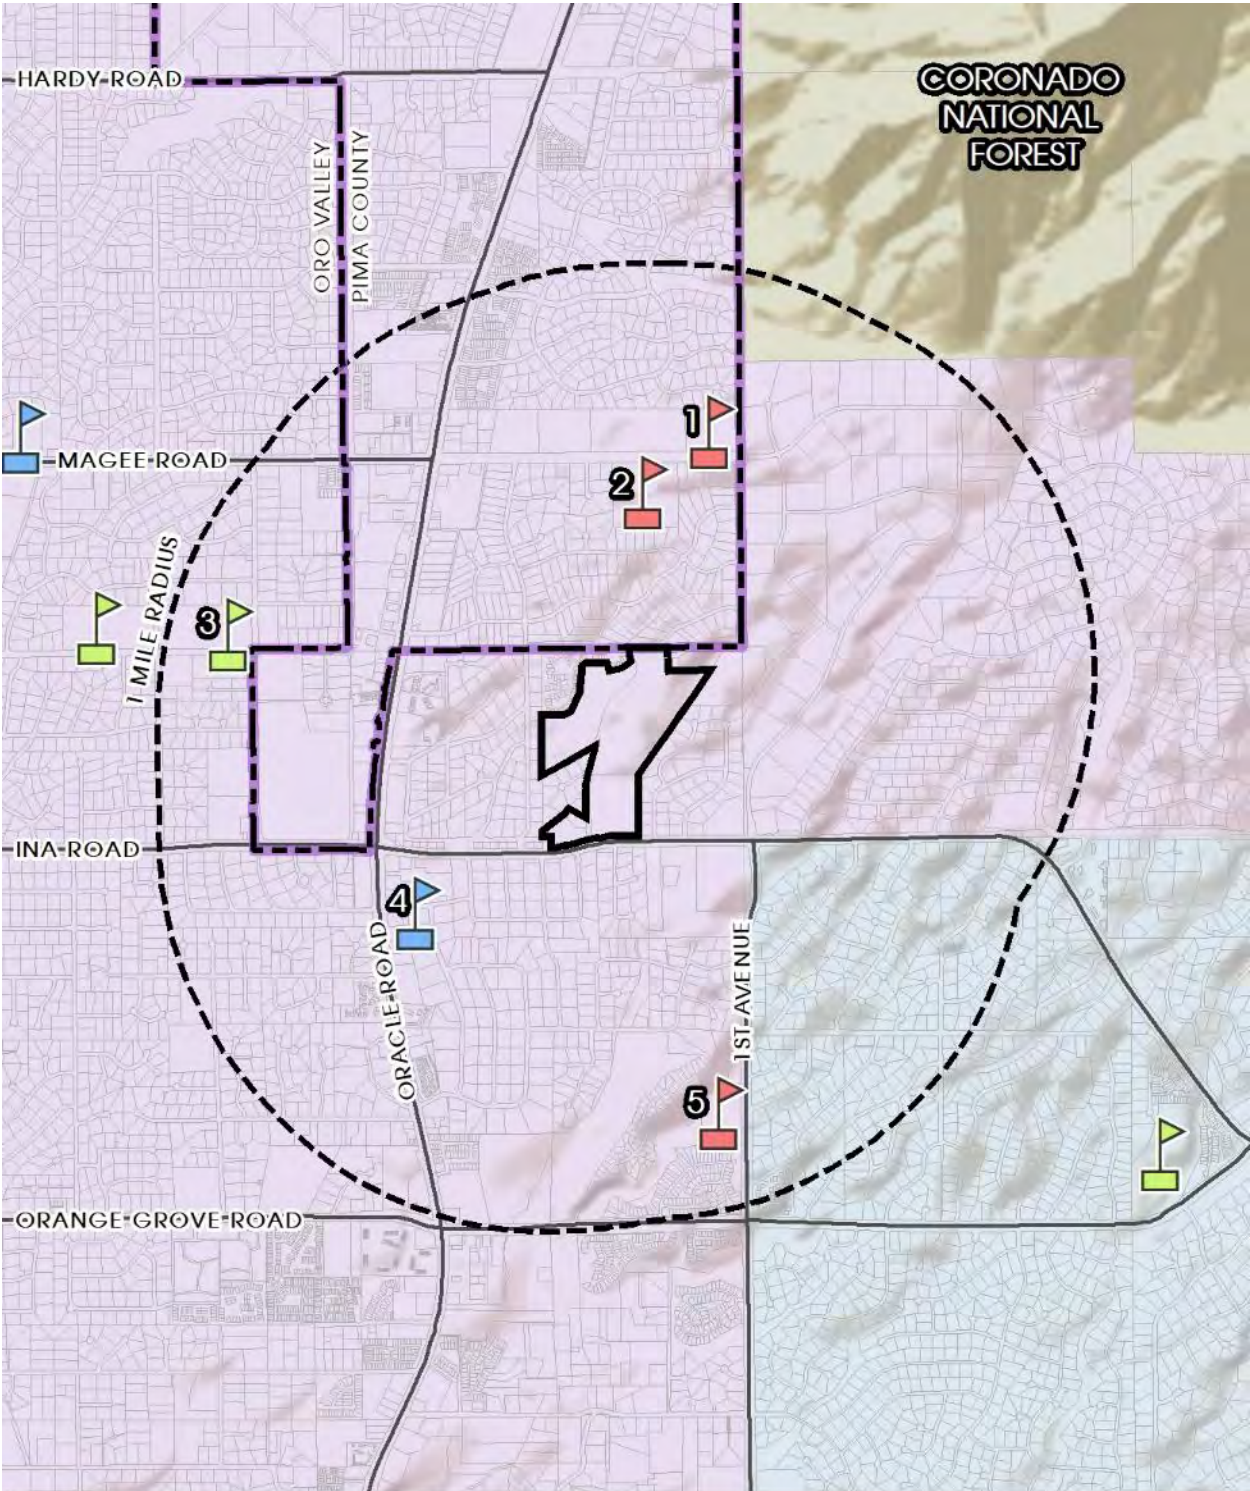 HARDY ROAD
CORONADO
NATIONAL
FOREST
ORO VALLEY
PIMA COUNTY
1
MAGEE ROAD
2
1 MILE RADIUS
3
INA ROAD
4
ORACLE ROAD
1ST AVENUE
5
ORANGE GROVE ROAD